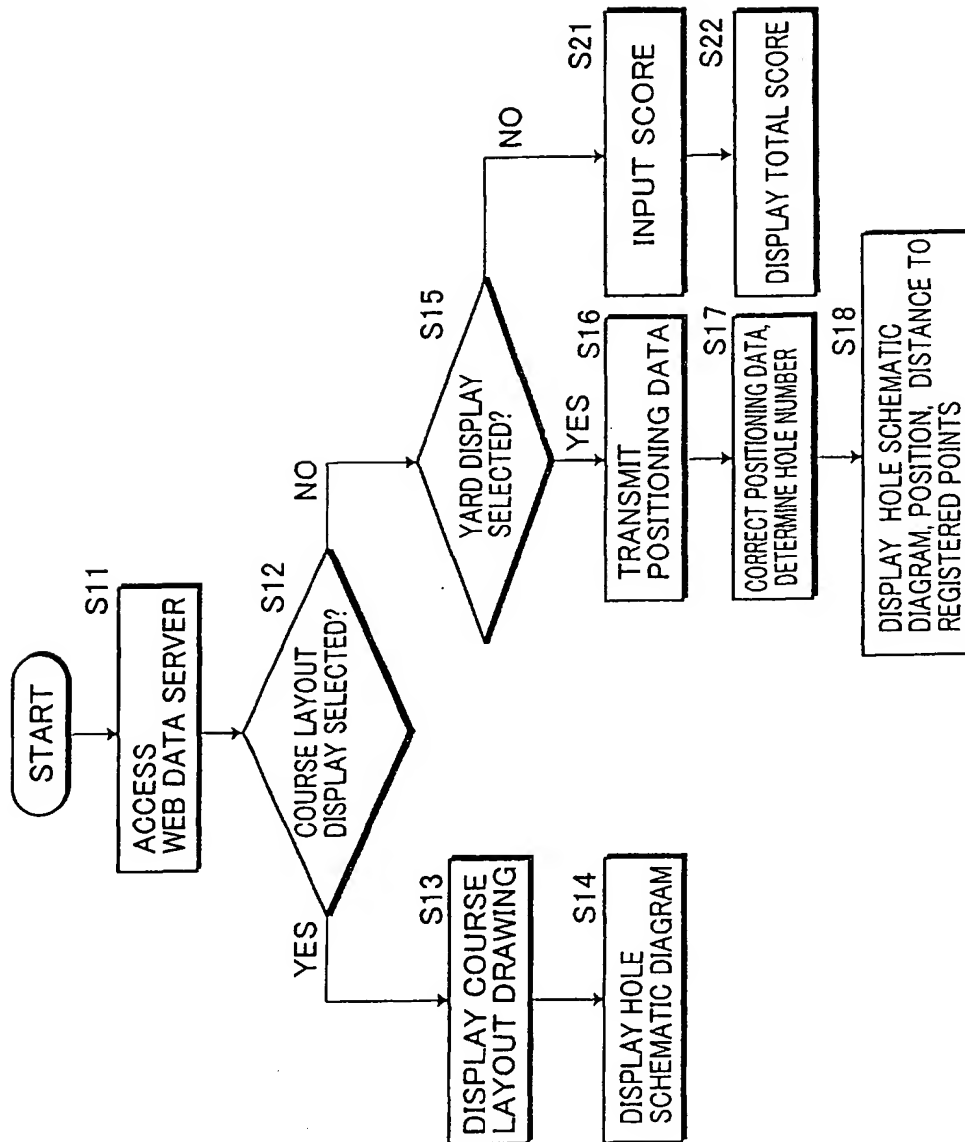 START
S11
ACCESS
WEB DATA SERVER
S12
COURSE LAYOUT
DISPLAY SELECTED?
YES
NO
S13
DISPLAY COURSE
LAYOUT DRAWING
S14
DISPLAY HOLE
SCHEMATIC DIAGRAM
S15
YARD DISPLAY
SELECTED?
YES
NO
S16
TRANSMIT
POSITIONING DATA
S17
CORRECT POSITIONING DATA,
DETERMINE HOLE NUMBER
S18
DISPLAY HOLE SCHEMATIC
DIAGRAM, POSITION, DISTANCE TO
REGISTERED POINTS
S21
INPUT SCORE
S22
DISPLAY TOTAL SCORE